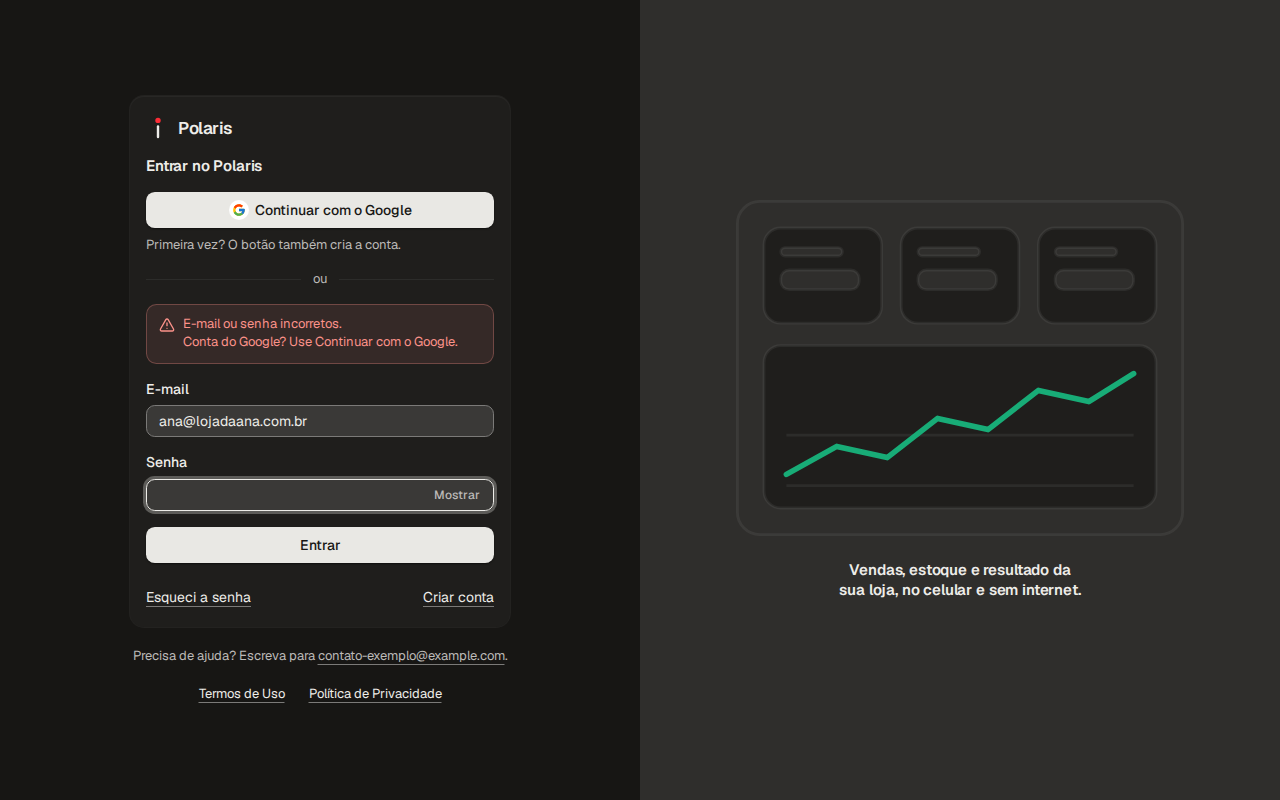 Polaris
Entrar no Polaris
Continuar com o Google
Primeira vez? O botão também cria a conta.
ou
E-mail ou senha incorretos.
Conta do Google? Use Continuar com o Google.
E-mail
ana@lojadaana.com.br
Senha
Mostrar
Entrar
Esqueci a senha
Criar conta
Precisa de ajuda? Escreva para contato-exemplo@example.com.
Termos de Uso
Política de Privacidade
Vendas, estoque e resultado da
sua loja, no celular e sem internet.